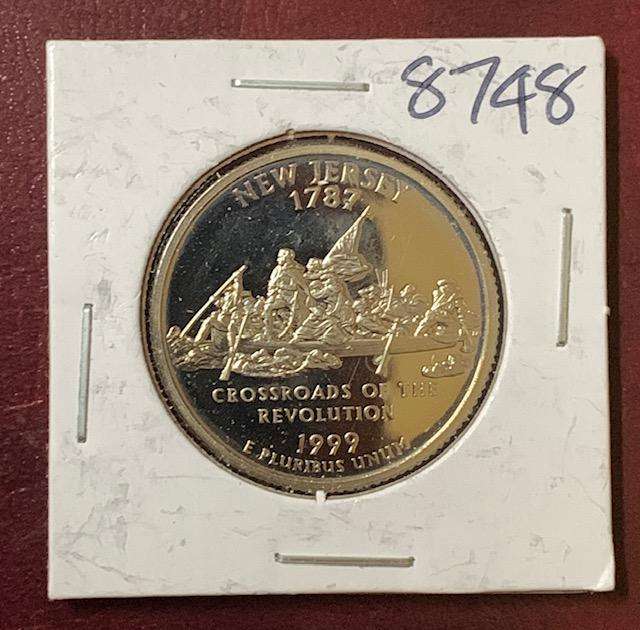 8748
NEW JERSEY
1787
CROSSROADS OF THE
REVOLUTION
1999
E PLURIBUS UNUM